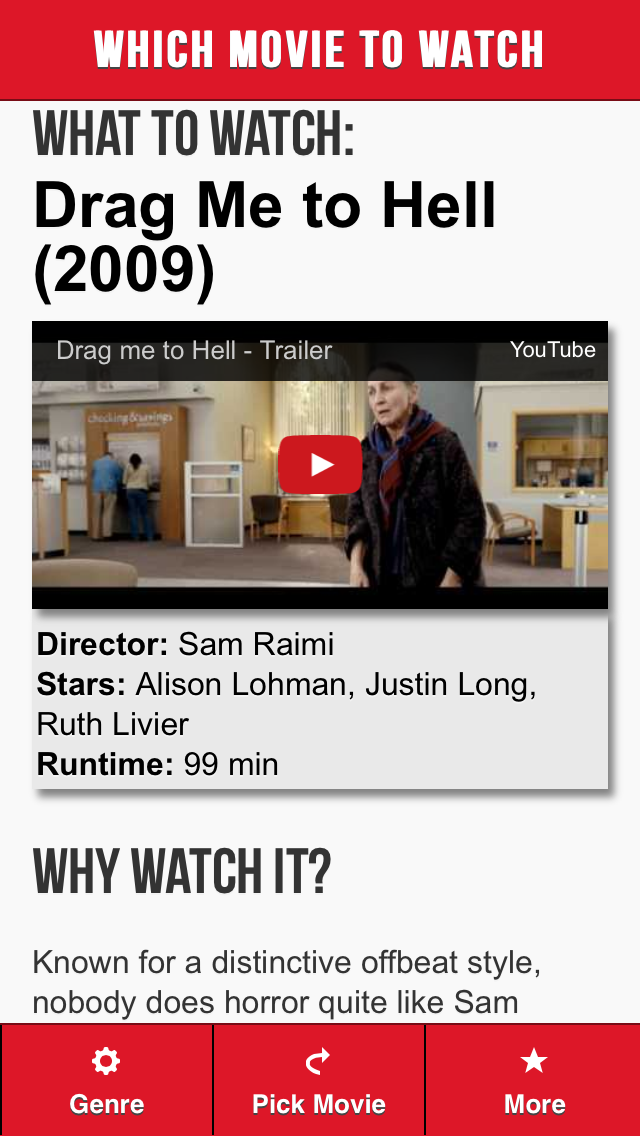 WHICH MOVIE TO WATCH
WHAT TO WATCH:
Drag Me to Hell
(2009)
Drag me to Hell - Trailer
YouTube
checking & savings
Director: Sam Raimi
Stars: Alison Lohman, Justin Long,
Ruth Livier
Runtime: 99 min
WHY WATCH IT?
Known for a distinctive offbeat style,
nobody does horror quite like Sam
Genre
Pick Movie
More